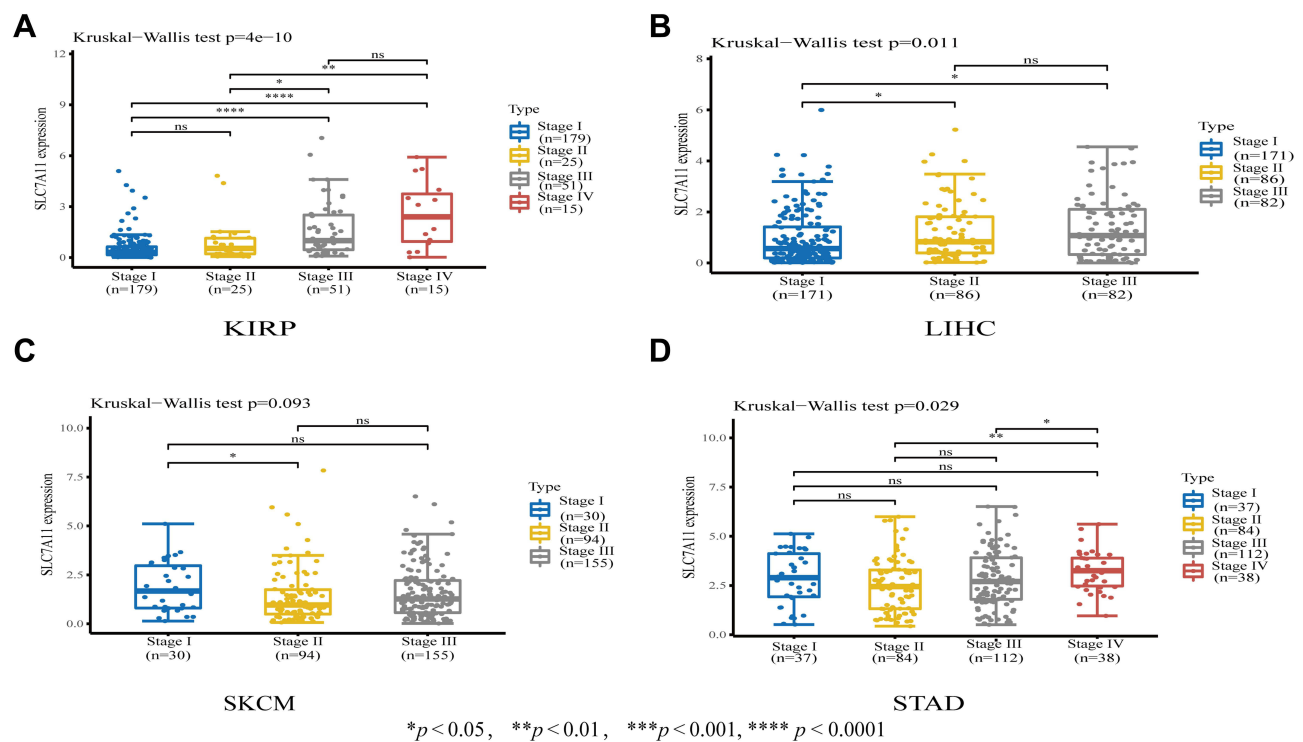 A
Kruskal−Wallis test p=4e−10
SLC7A11 expression
12
9
6
3
0
ns
**
*
****
****
ns
Stage I
(n=179)
Stage II
(n=25)
Stage III
(n=51)
Stage IV
(n=15)
Type
Stage I
(n=179)
Stage II
(n=25)
Stage III
(n=51)
Stage IV
(n=15)
KIRP
B
Kruskal−Wallis test p=0.011
SLC7A11 expression
8
6
4
2
0
ns
*
*
Stage I
(n=171)
Stage II
(n=86)
Stage III
(n=82)
Type
Stage I
(n=171)
Stage II
(n=86)
Stage III
(n=82)
LIHC
C
Kruskal−Wallis test p=0.093
SLC7A11 expression
10.0
7.5
5.0
2.5
0.0
ns
ns
*
Stage I
(n=30)
Stage II
(n=94)
Stage III
(n=155)
Type
Stage I
(n=30)
Stage II
(n=94)
Stage III
(n=155)
SKCM
D
Kruskal−Wallis test p=0.029
SLC7A11 expression
10.0
7.5
5.0
2.5
0.0
*
**
ns
ns
ns
ns
Stage I
(n=37)
Stage II
(n=84)
Stage III
(n=112)
Stage IV
(n=38)
Type
Stage I
(n=37)
Stage II
(n=84)
Stage III
(n=112)
Stage IV
(n=38)
STAD
*p < 0.05, **p < 0.01, ***p < 0.001, **** p < 0.0001